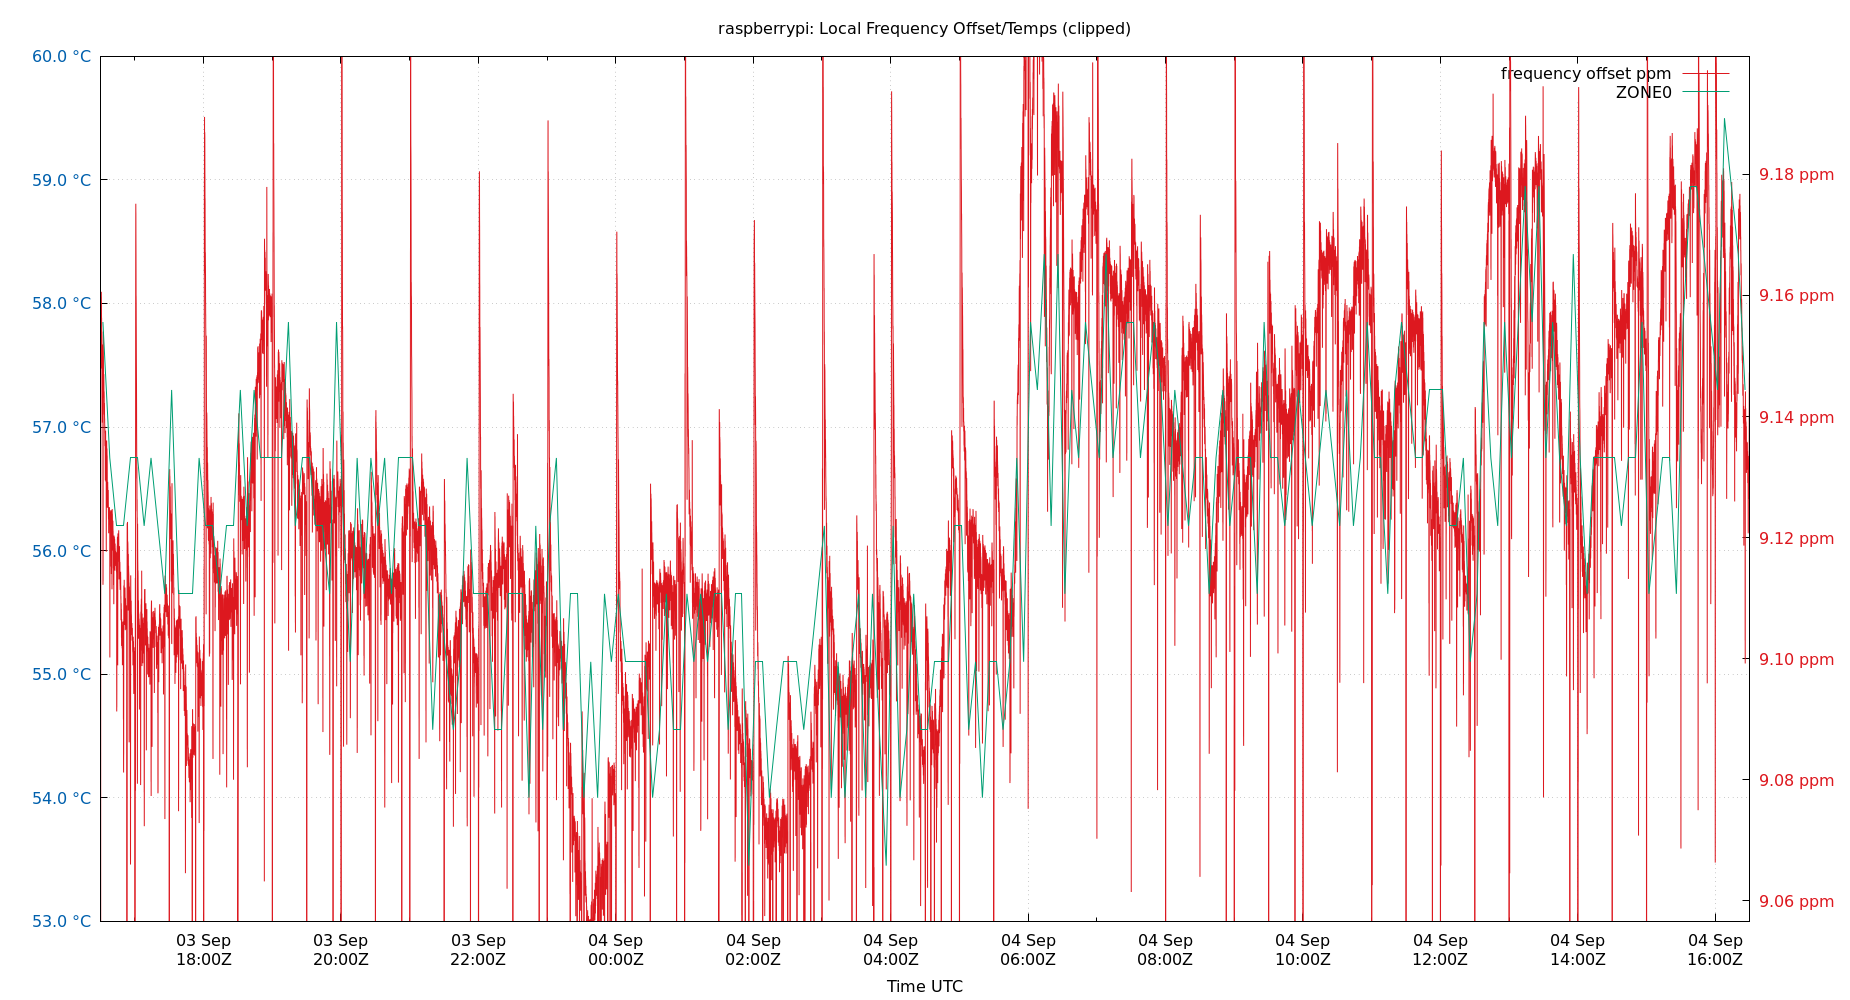 raspberrypi: Local Frequency Offset/Temps (clipped)
60.0 °C
59.0 °C
58.0 °C
57.0 °C
56.0 °C
55.0 °C
54.0 °C
53.0 °C
frequency offset ppm
ZONE0
9.18 ppm
9.16 ppm
9.14 ppm
9.12 ppm
9.10 ppm
9.08 ppm
9.06 ppm
03 Sep
18:00Z
03 Sep
20:00Z
03 Sep
22:00Z
04 Sep
00:00Z
04 Sep
02:00Z
04 Sep
04:00Z
04 Sep
06:00Z
04 Sep
08:00Z
04 Sep
10:00Z
04 Sep
12:00Z
04 Sep
14:00Z
04 Sep
16:00Z
Time UTC